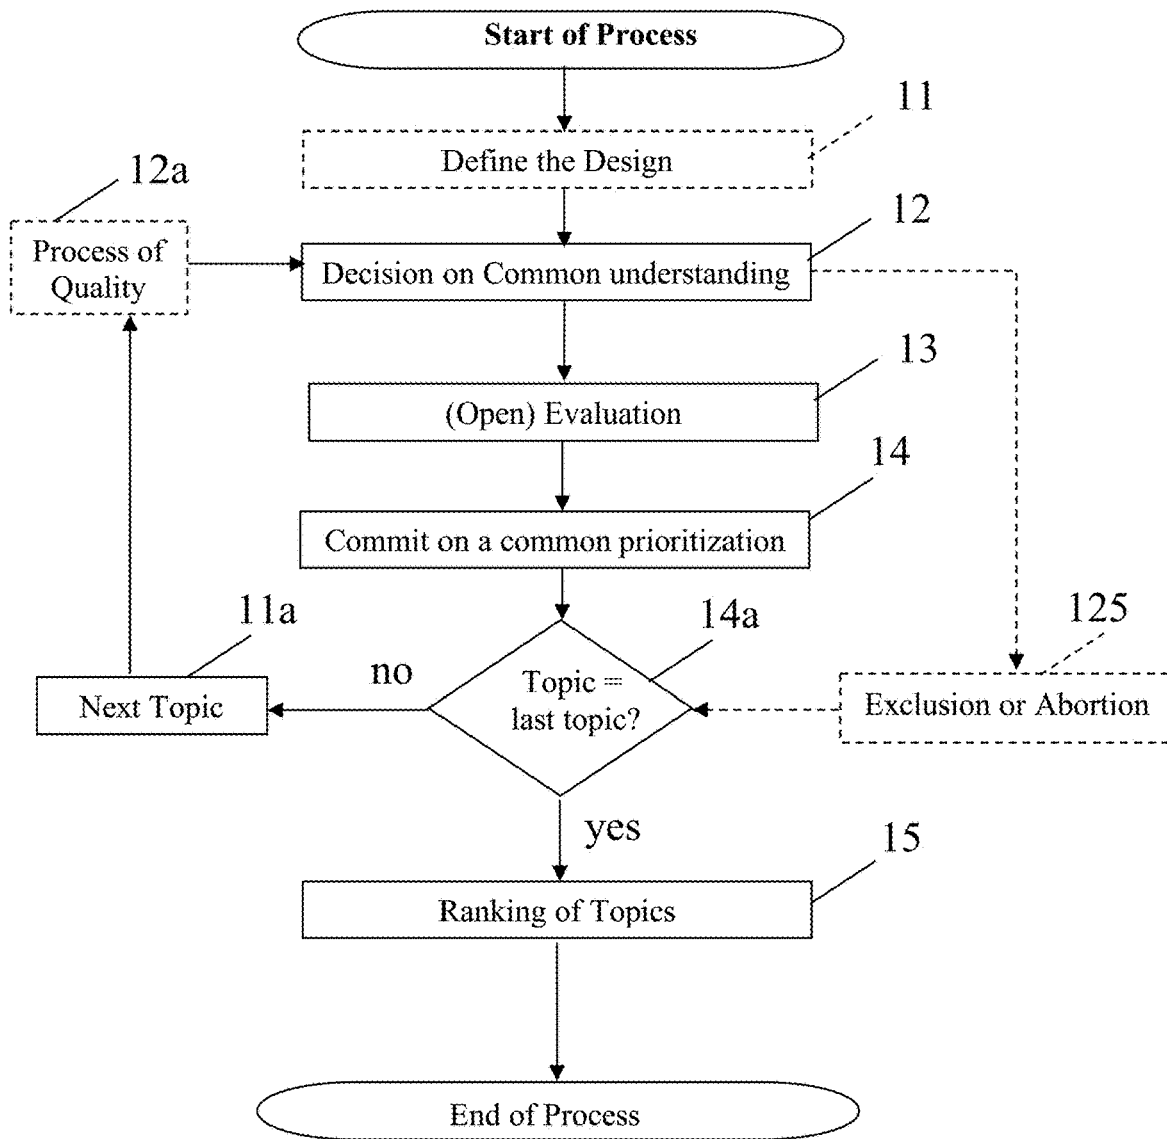 Start of Process
11
Define the Design
12a
12
Process of
Quality
Decision on Common understanding
13
(Open) Evaluation
14
Commit on a common prioritization
11a
14a
125
no
Topic =
last topic?
Next Topic
Exclusion or Abortion
yes
15
Ranking of Topics
End of Process